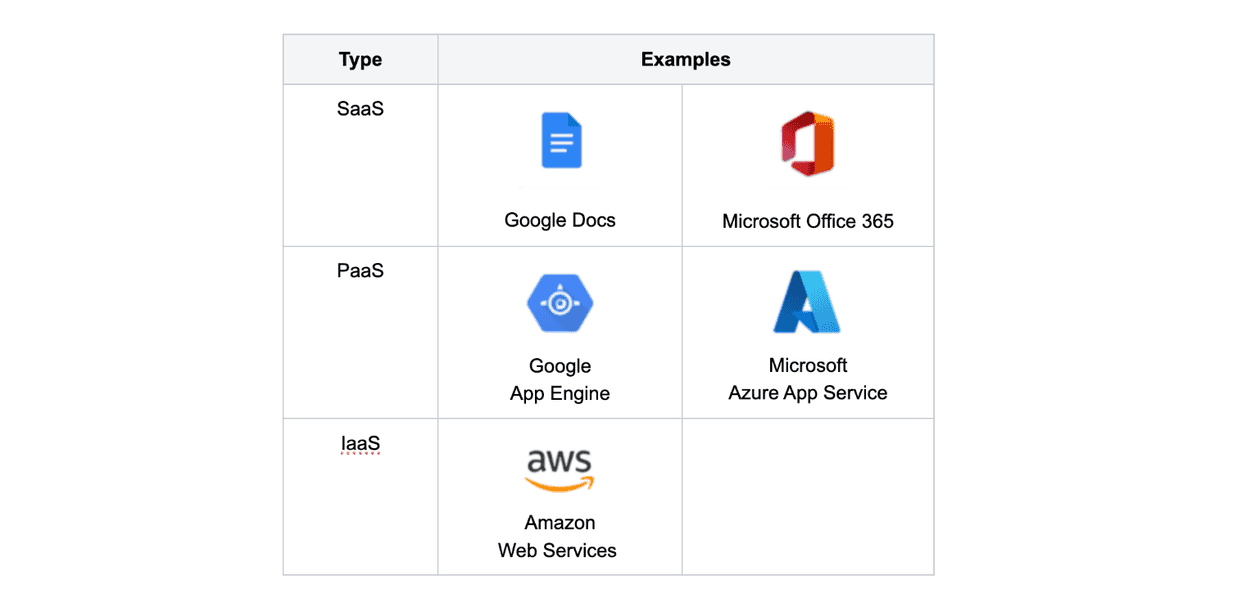 Type Examples
SaaS
Google Docs Microsoft Office 365
PaaS
Google Microsoft
App Engine Azure App Service
IaaS
aws
Amazon
Web Services